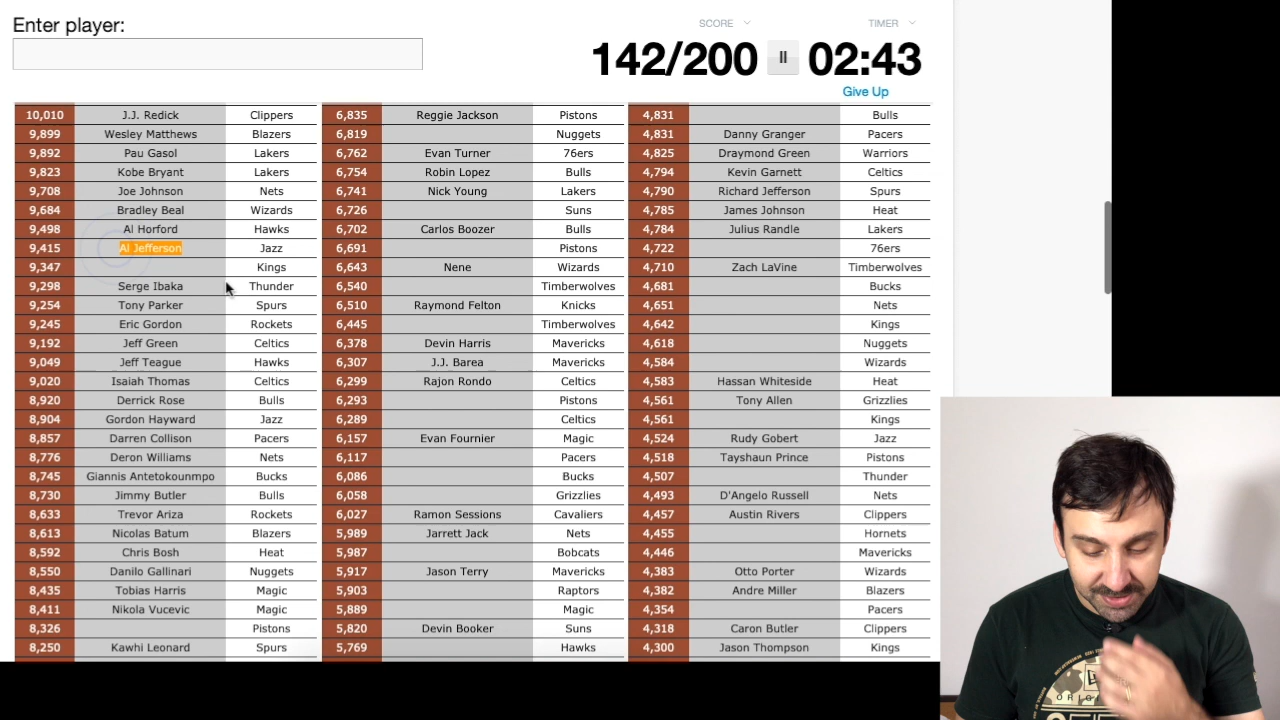 Enter player:
SCORE
TIMER
142/200
02:43
Give Up
10,010 J.J. Redick Clippers 6,835 Reggie Jackson Pistons 4,831 Bulls
9,899 Wesley Matthews Blazers 6,819 Nuggets 4,831 Danny Granger Pacers
9,892 Pau Gasol Lakers 6,762 Evan Turner 76ers 4,825 Draymond Green Warriors
9,823 Kobe Bryant Lakers 6,754 Robin Lopez Bulls 4,794 Kevin Garnett Celtics
9,708 Joe Johnson Nets 6,741 Nick Young Lakers 4,790 Richard Jefferson Spurs
9,684 Bradley Beal Wizards 6,726 Suns 4,785 James Johnson Heat
9,498 Al Horford Hawks 6,702 Carlos Boozer Bulls 4,784 Julius Randle Lakers
9,415 Al Jefferson Jazz 6,691 Pistons 4,722 76ers
9,347 Kings 6,643 Nene Wizards 4,710 Zach LaVine Timberwolves
9,298 Serge Ibaka Thunder 6,540 Timberwolves 4,681 Bucks
9,254 Tony Parker Spurs 6,510 Raymond Felton Knicks 4,651 Nets
9,245 Eric Gordon Rockets 6,445 Timberwolves 4,642 Kings
9,192 Jeff Green Celtics 6,378 Devin Harris Mavericks 4,618 Nuggets
9,049 Jeff Teague Hawks 6,307 J.J. Barea Mavericks 4,584 Wizards
9,020 Isaiah Thomas Celtics 6,299 Rajon Rondo Celtics 4,583 Hassan Whiteside Heat
8,920 Derrick Rose Bulls 6,293 Pistons 4,561 Tony Allen Grizzlies
8,904 Gordon Hayward Jazz 6,289 Celtics 4,561 Kings
8,857 Darren Collison Pacers 6,157 Evan Fournier Magic 4,524 Rudy Gobert Jazz
8,776 Deron Williams Nets 6,117 Pacers 4,518 Tayshaun Prince Pistons
8,745 Giannis Antetokounmpo Bucks 6,086 Bucks 4,507 Thunder
8,730 Jimmy Butler Bulls 6,058 Grizzlies 4,493 D'Angelo Russell Nets
8,633 Trevor Ariza Rockets 6,027 Ramon Sessions Cavaliers 4,457 Austin Rivers Clippers
8,613 Nicolas Batum Blazers 5,989 Jarrett Jack Nets 4,455 Hornets
8,592 Chris Bosh Heat 5,987 Bobcats 4,446 Mavericks
8,550 Danilo Gallinari Nuggets 5,917 Jason Terry Mavericks 4,383 Otto Porter Wizards
8,435 Tobias Harris Magic 5,903 Raptors 4,382 Andre Miller Blazers
8,411 Nikola Vucevic Magic 5,889 Magic 4,354 Pacers
8,326 Pistons 5,820 Devin Booker Suns 4,318 Caron Butler Clippers
8,250 Kawhi Leonard Spurs 5,769 Hawks 4,300 Jason Thompson Kings